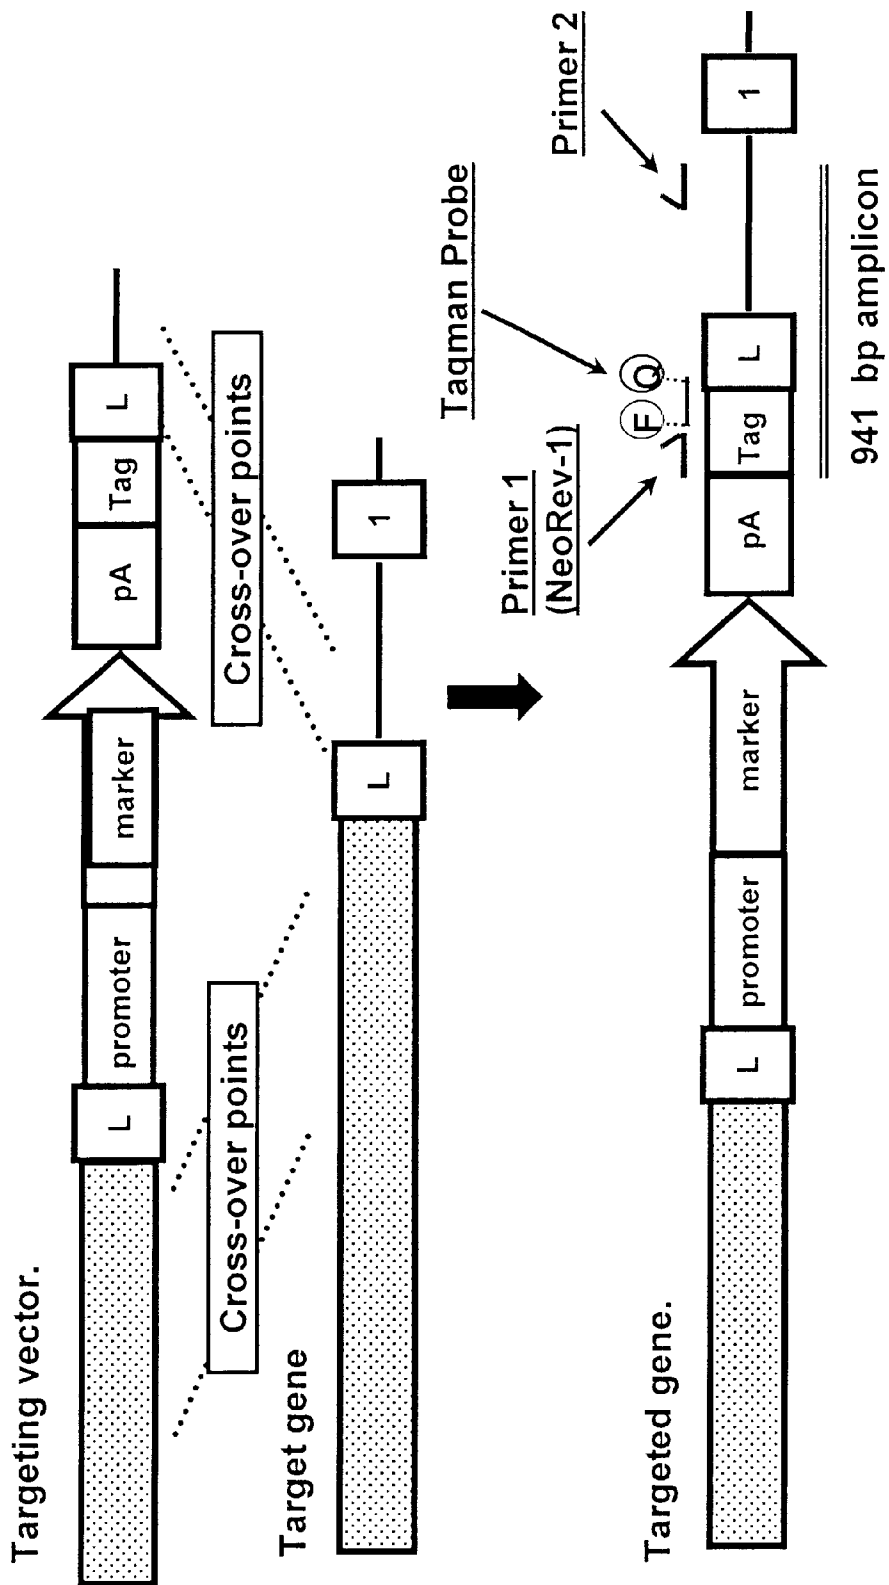 Targeting vector.
L
promoter
marker
pA
Tag
L
Cross-over points
Cross-over points
Target gene
L
1
Taqman Probe
Primer 2
Primer 1
(NeoRev-1)
F
Q
Targeted gene.
L
promoter
marker
pA
Tag
L
1
941 bp amplicon